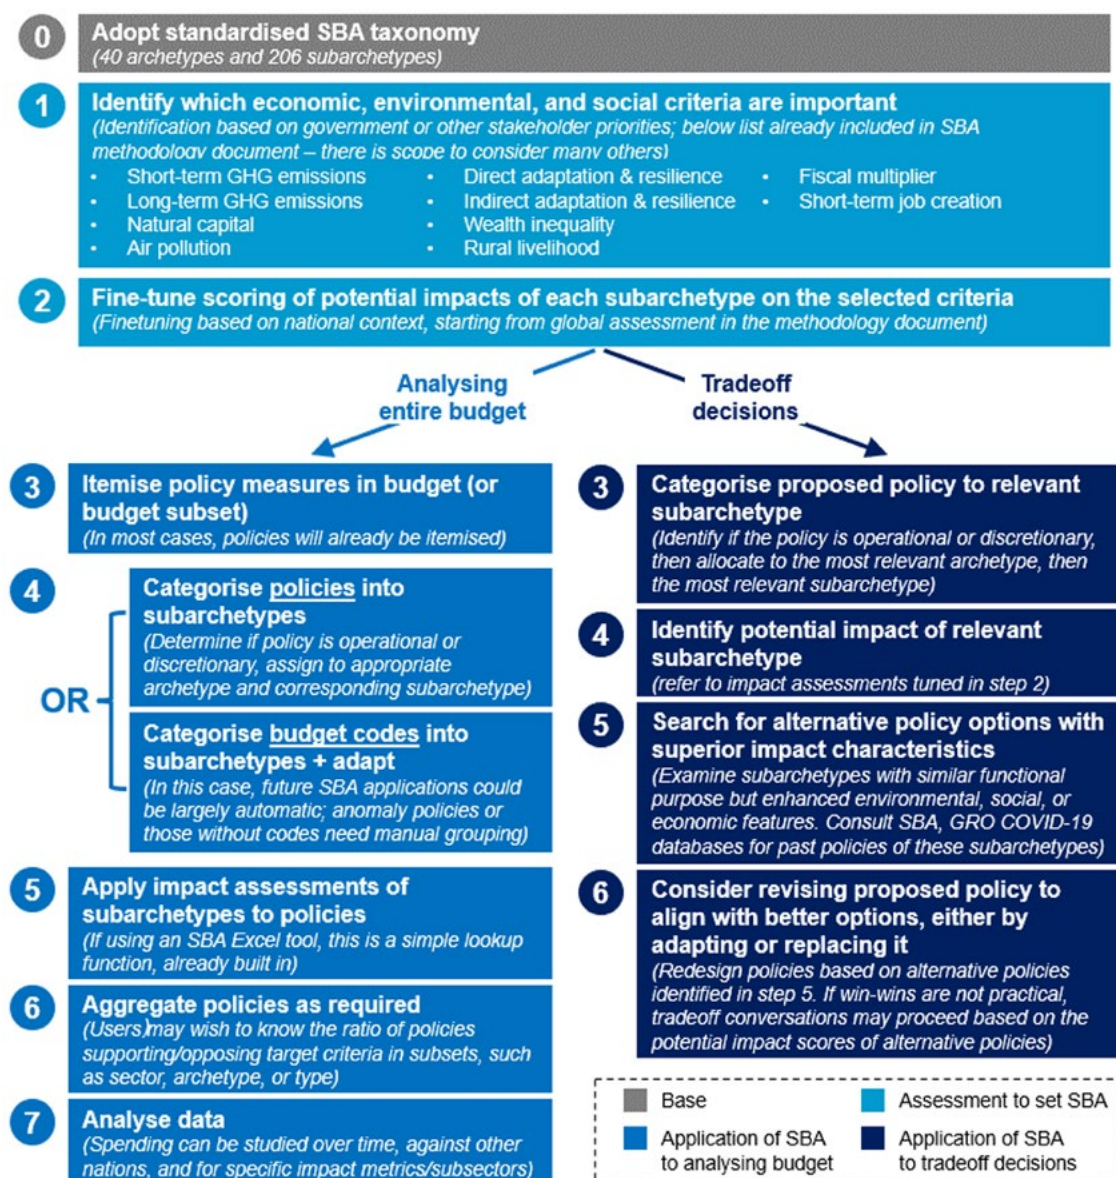 0
Adopt standardised SBA taxonomy
(40 archetypes and 206 subarchetypes)
1
Identify which economic, environmental, and social criteria are important
(Identification based on government or other stakeholder priorities; below list already included in SBA
methodology document – there is scope to consider many others)
• Short-term GHG emissions
• Long-term GHG emissions
• Natural capital
• Air pollution
• Direct adaptation & resilience
• Indirect adaptation & resilience
• Wealth inequality
• Rural livelihood
• Fiscal multiplier
• Short-term job creation
2
Fine-tune scoring of potential impacts of each subarchetype on the selected criteria
(Finetuning based on national context, starting from global assessment in the methodology document)
Analysing
entire budget
Tradeoff
decisions
3
Itemise policy measures in budget (or
budget subset)
(In most cases, policies will already be itemised)
4
OR
Categorise policies into
subarchetypes
(Determine if policy is operational or
discretionary, assign to appropriate
archetype and corresponding subarchetype)
Categorise budget codes into
subarchetypes + adapt
(In this case, future SBA applications could
be largely automatic; anomaly policies or
those without codes need manual grouping)
5
Apply impact assessments of
subarchetypes to policies
(If using an SBA Excel tool, this is a simple lookup
function, already built in)
6
Aggregate policies as required
(Users)may wish to know the ratio of policies
supporting/opposing target criteria in subsets, such
as sector, archetype, or type)
7
Analyse data
(Spending can be studied over time, against other
nations, and for specific impact metrics/subsectors)
3
Categorise proposed policy to relevant
subarchetype
(Identify if the policy is operational or discretionary,
then allocate to the most relevant archetype, then
the most relevant subarchetype)
4
Identify potential impact of relevant
subarchetype
(refer to impact assessments tuned in step 2)
5
Search for alternative policy options with
superior impact characteristics
(Examine subarchetypes with similar functional
purpose but enhanced environmental, social, or
economic features. Consult SBA, GRO COVID-19
databases for past policies of these subarchetypes)
6
Consider revising proposed policy to
align with better options, either by
adapting or replacing it
(Redesign policies based on alternative policies
identified in step 5. If win-wins are not practical,
tradeoff conversations may proceed based on the
potential impact scores of alternative policies)
Base
Assessment to set SBA
Application of SBA
to analysing budget
Application of SBA
to tradeoff decisions